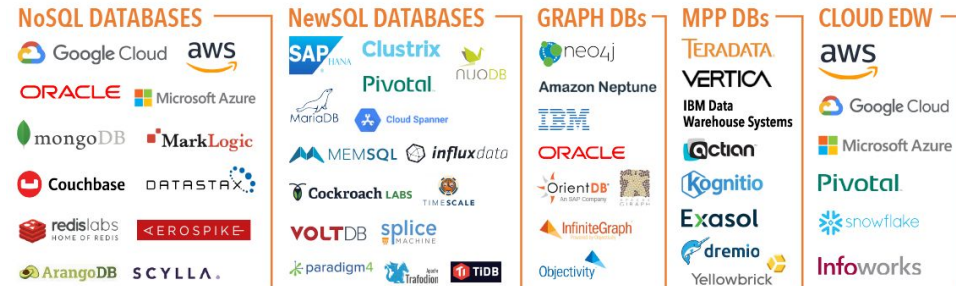 NoSQL DATABASES
Google Cloud
aws
ORACLE
Microsoft Azure
mongoDB
MarkLogic
Couchbase
DATASTAX
redislabs
HOME OF REDIS
AEROSPIKE
ArangoDB
SCYLLA.
NewSQL DATABASES
SAP HANA
Clustrix
NUODB
Pivotal
MariaDB
Cloud Spanner
MEMSQL
influxdata
Cockroach LABS
TIMESCALE
VOLTDB
splice
MACHINE
paradigm4
Apache
Trafodion
TiDB
GRAPH DBs
neo4j
Amazon Neptune
IBM
ORACLE
OrientDB
an SAP Company
GRAPH
InfiniteGraph
Objectivity
MPP DBs
TERADATA.
VERTICA
IBM Data
Warehouse Systems
Actian
Kognitio
Exasol
dremio
Yellowbrick
CLOUD EDW
aws
Google Cloud
Microsoft Azure
Pivotal
snowflake
Infoworks